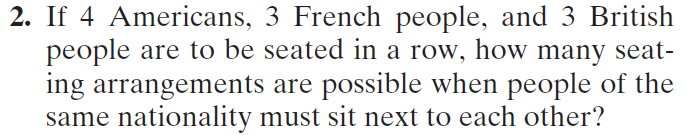 2. If 4 Americans, 3 French people, and 3 British
people are to be seated in a row, how many seat-
ing arrangements are possible when people of the
same nationality must sit next to each other?